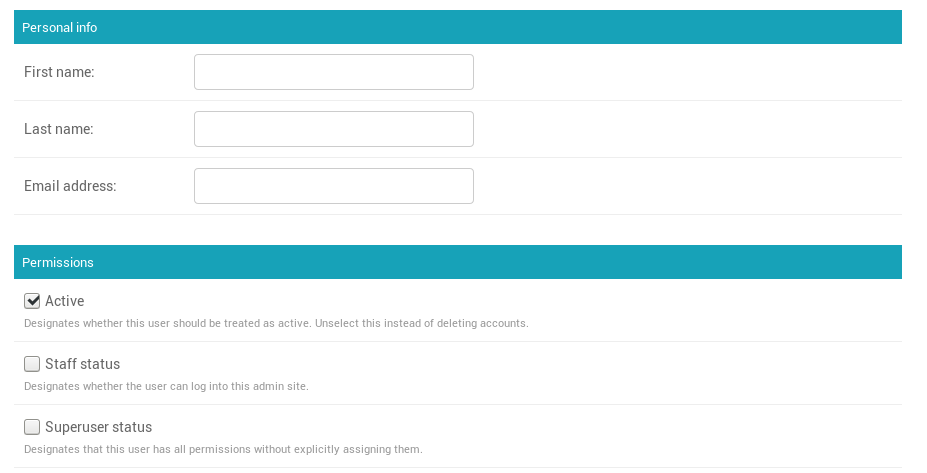 Personal info
First name:
Last name:
Email address:
Permissions
Active
Designates whether this user should be treated as active. Unselect this instead of deleting accounts.
Staff status
Designates whether the user can log into this admin site.
Superuser status
Designates that this user has all permissions without explicitly assigning them.